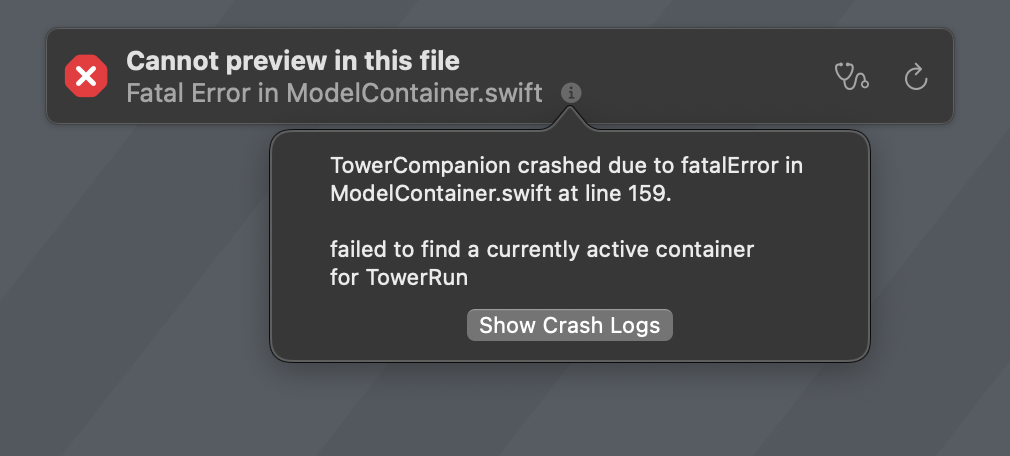 Cannot preview in this file
Fatal Error in ModelContainer.swift
TowerCompanion crashed due to fatalError in
ModelContainer.swift at line 159.
failed to find a currently active container
for TowerRun
Show Crash Logs